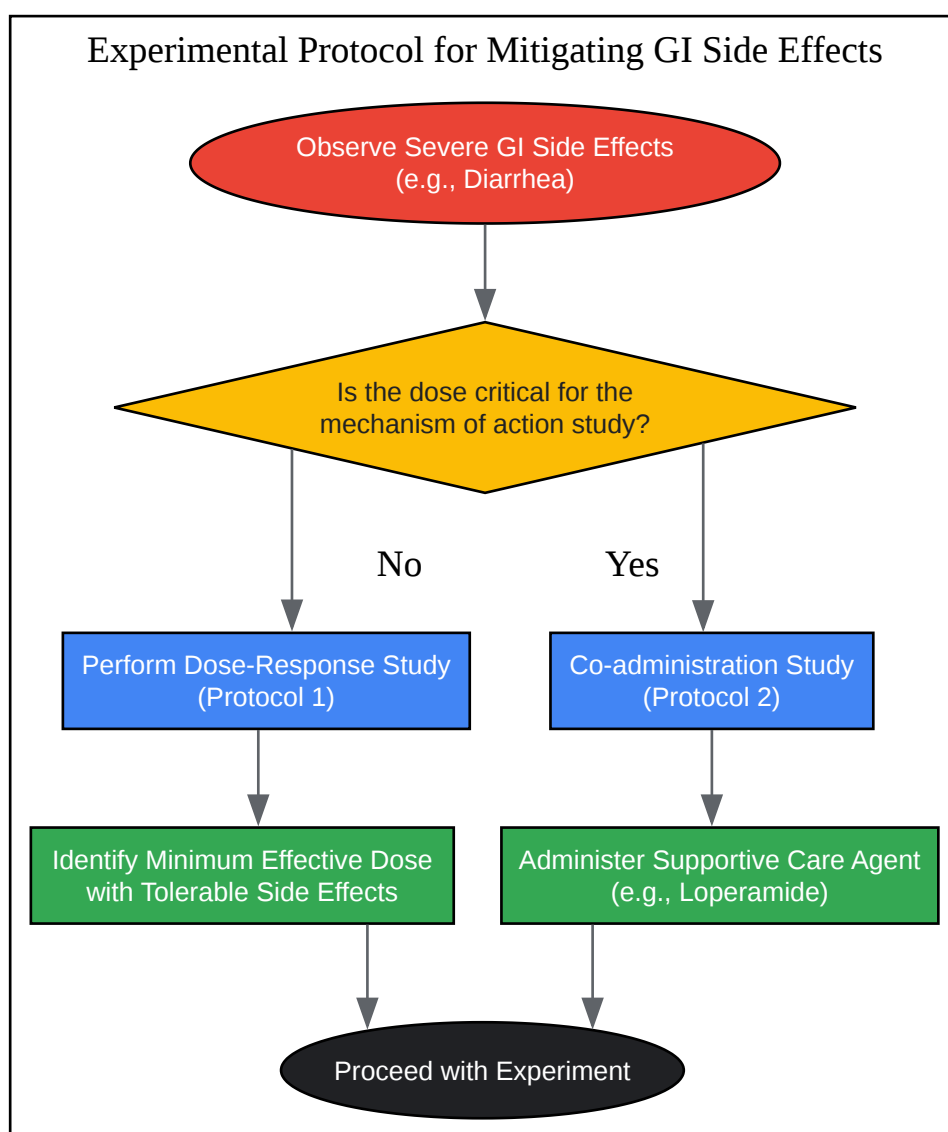 Experimental Protocol for Mitigating GI Side Effects
Observe Severe GI Side Effects
(e.g., Diarrhea)
Is the dose critical for the
mechanism of action study?
No
Yes
Perform Dose-Response Study
(Protocol 1)
Co-administration Study
(Protocol 2)
Identify Minimum Effective Dose
with Tolerable Side Effects
Administer Supportive Care Agent
(e.g., Loperamide)
Proceed with Experiment